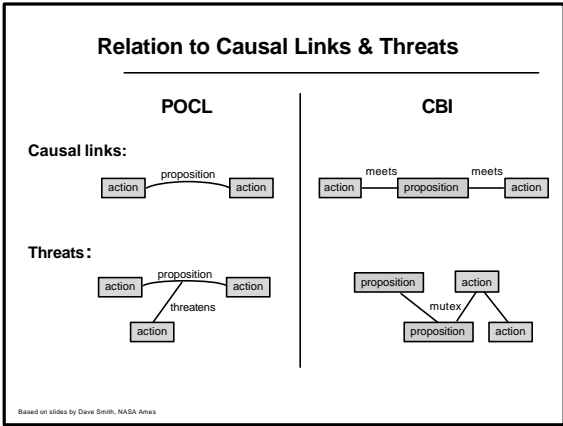 Relation to Causal Links & Threats
POCL
CBI
Causal links:
proposition
action
action
meets
meets
action
proposition
action
Threats:
proposition
action
action
threatens
action
proposition
action
mutex
proposition
action
Based on slides by Dave Smith, NASA Ames